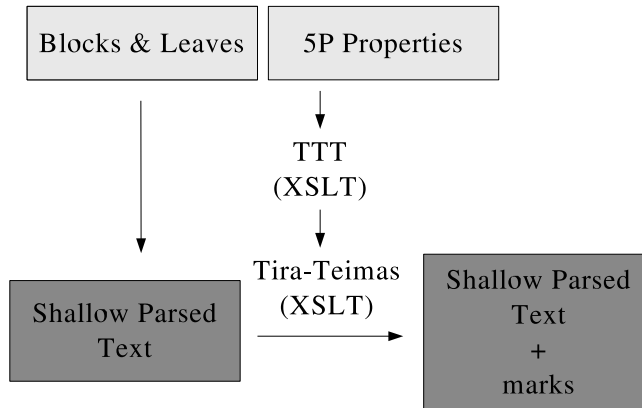 Blocks & Leaves
5P Properties
TTT
(XSLT)
Tira-Teimas
(XSLT)
Shallow Parsed
Text
Shallow Parsed
Text
+
marks